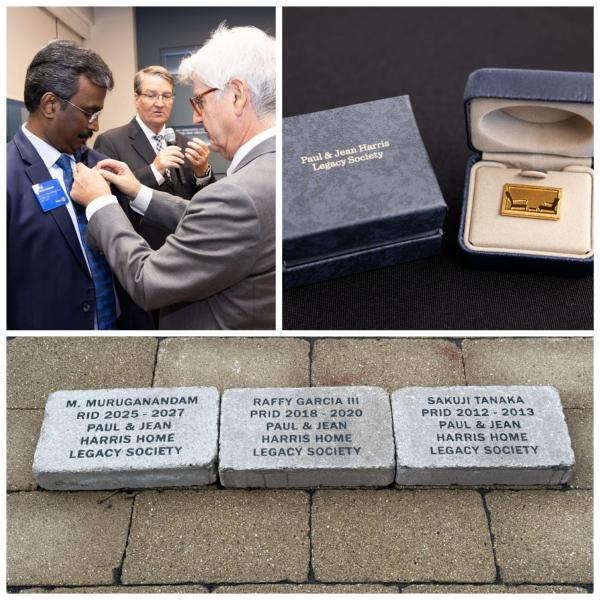 Paul & Jean Harris
Legacy Society
M. MURUGANANDAM
RID 2025 - 2027
PAUL & JEAN
HARRIS HOME
LEGACY SOCIETY
RAFFY GARCIA III
PRID 2018 - 2020
PAUL & JEAN
HARRIS HOME
LEGACY SOCIETY
SAKUJI TANAKA
PRID 2012 - 2013
PAUL & JEAN
HARRIS HOME
LEGACY SOCIETY